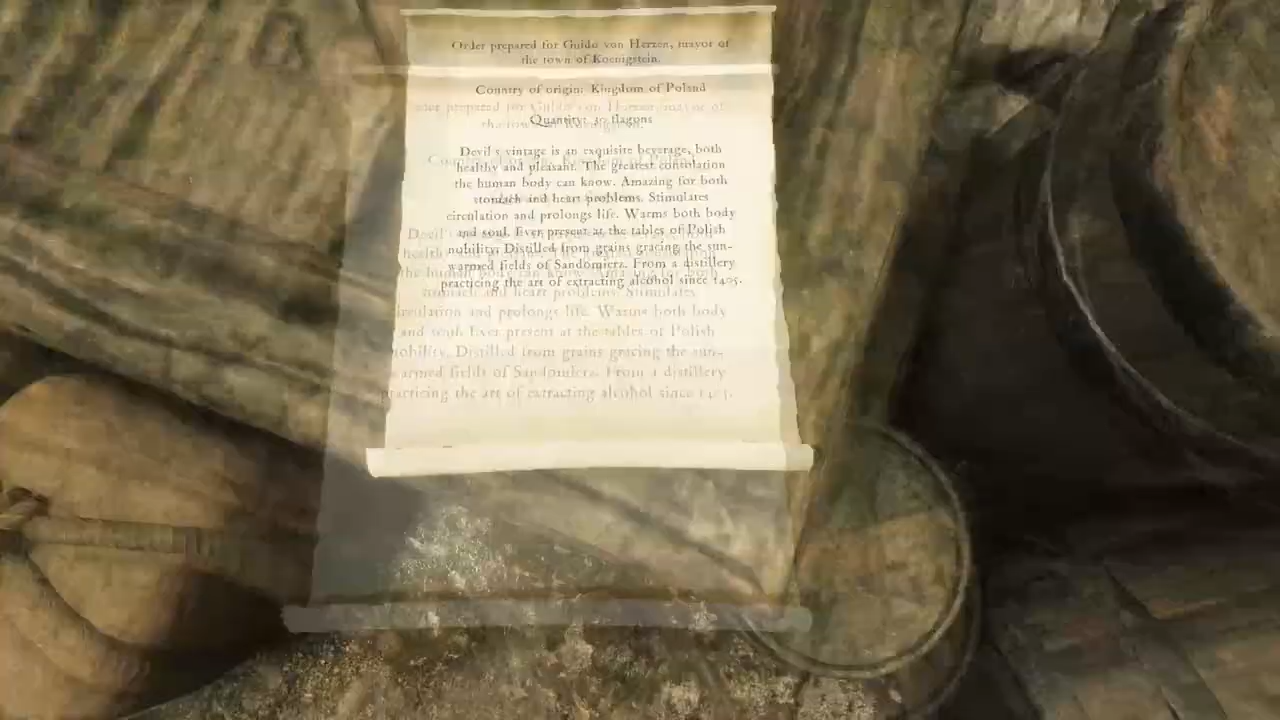 Order prepared for Guido von Herzen, mayor of
the town of Koenigstein.
Country of origin: Kingdom of Poland
Quantity: 30 flagons
Devil's vintage is an exquisite beverage, both
healthy and pleasant. The greatest consolation
the human body can know. Amazing for both
stomach and heart problems. Stimulates
circulation and prolongs life. Warms both body
and soul. Ever present at the tables of Polish
nobility. Distilled from grains gracing the sun-
warmed fields of Sandomierz. From a distillery
practicing the art of extracting alcohol since 1405.